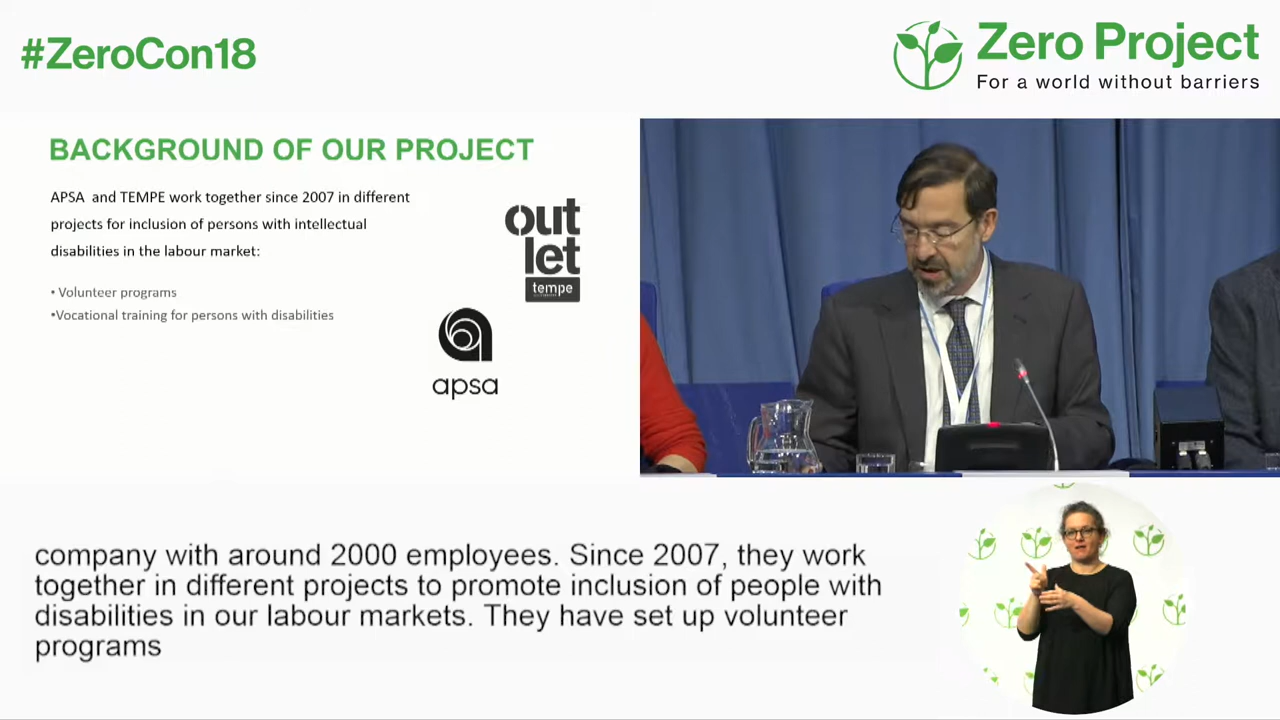 #ZeroCon18
Zero Project
For a world without barriers
BACKGROUND OF OUR PROJECT
APSA and TEMPE work together since 2007 in different
projects for inclusion of persons with intellectual
disabilities in the labour market:
• Volunteer programs
•Vocational training for persons with disabilities
out
let
tempe
apsa
company with around 2000 employees. Since 2007, they work
together in different projects to promote inclusion of people with
disabilities in our labour markets. They have set up volunteer
programs